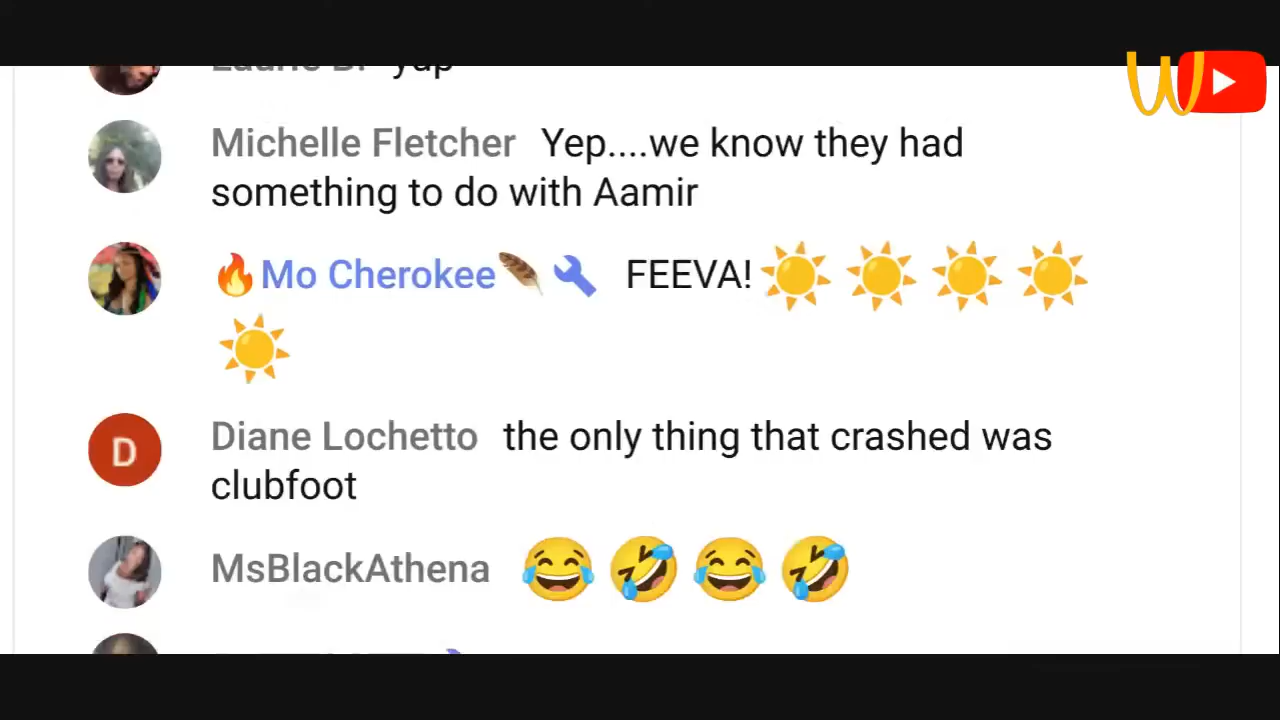 yup
Michelle Fletcher Yep....we know they had
something to do with Aamir
🔥Mo Cherokee🪶🔧 FEEVA!☀️☀️☀️☀️
☀️
Diane Lochetto the only thing that crashed was
clubfoot
MsBlackAthena 😂🤣😂🤣